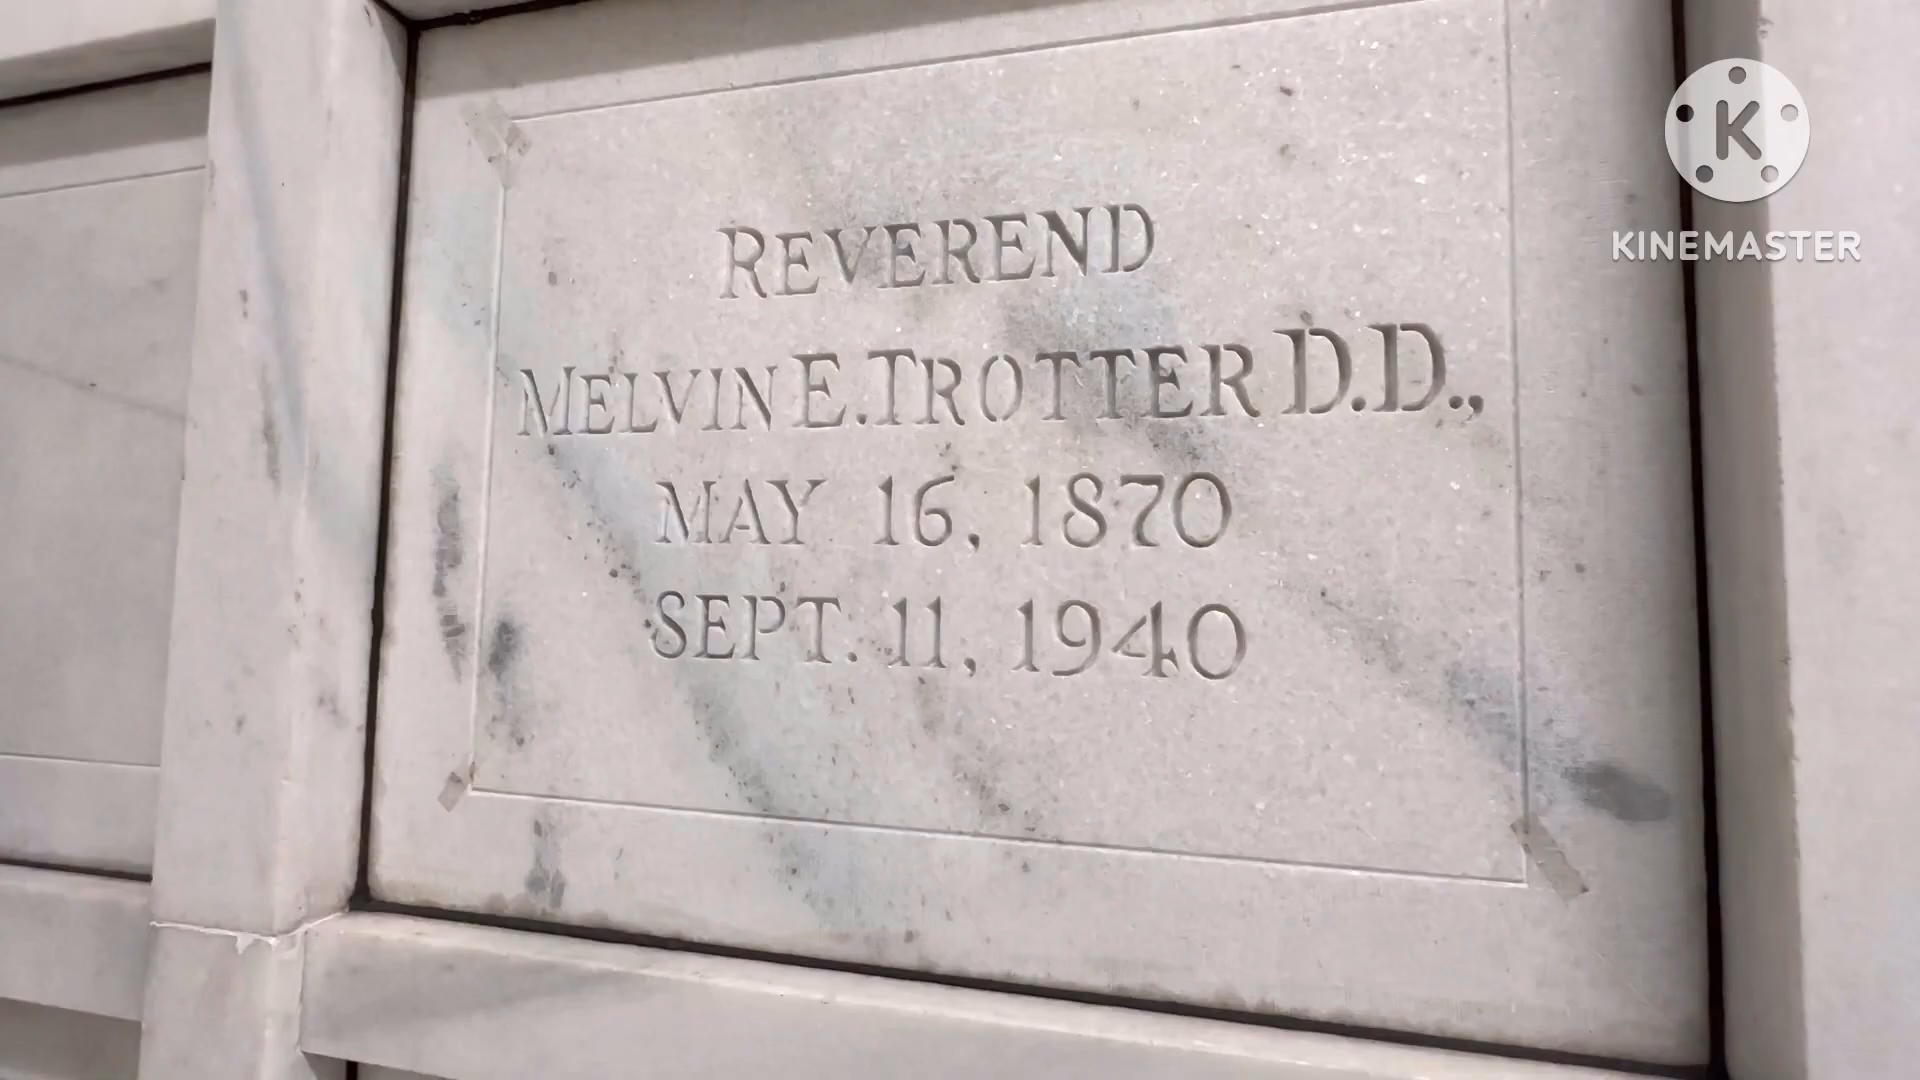 REVEREND
MELVIN E. TROTTER D.D.,
MAY 16, 1870
SEPT. 11, 1940
K
KINEMASTER